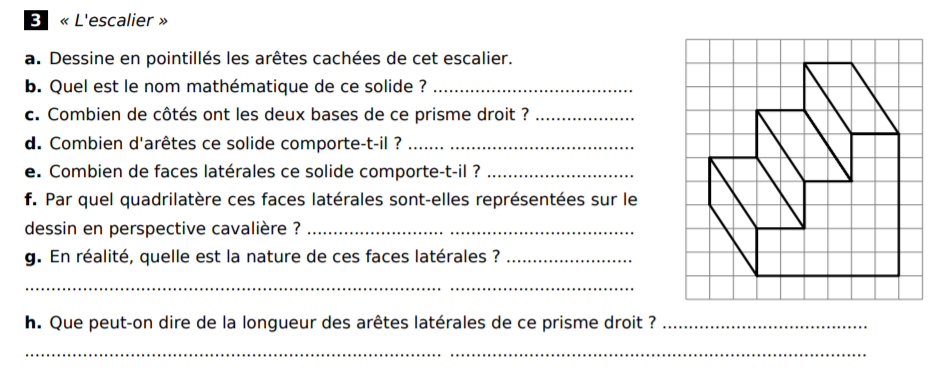 3 « L'escalier »
a. Dessine en pointillés les arêtes cachées de cet escalier.
b. Quel est le nom mathématique de ce solide ? ......................................
c. Combien de côtés ont les deux bases de ce prisme droit ? ...................
d. Combien d'arêtes ce solide comporte-t-il ? ....... ...................................
e. Combien de faces latérales ce solide comporte-t-il ? ............................
f. Par quel quadrilatère ces faces latérales sont-elles représentées sur le
dessin en perspective cavalière ? .......................... ...................................
g. En réalité, quelle est la nature de ces faces latérales ? ........................
............................................................................... ...................................
h. Que peut-on dire de la longueur des arêtes latérales de ce prisme droit ? .......................................
............................................................................... ...............................................................................